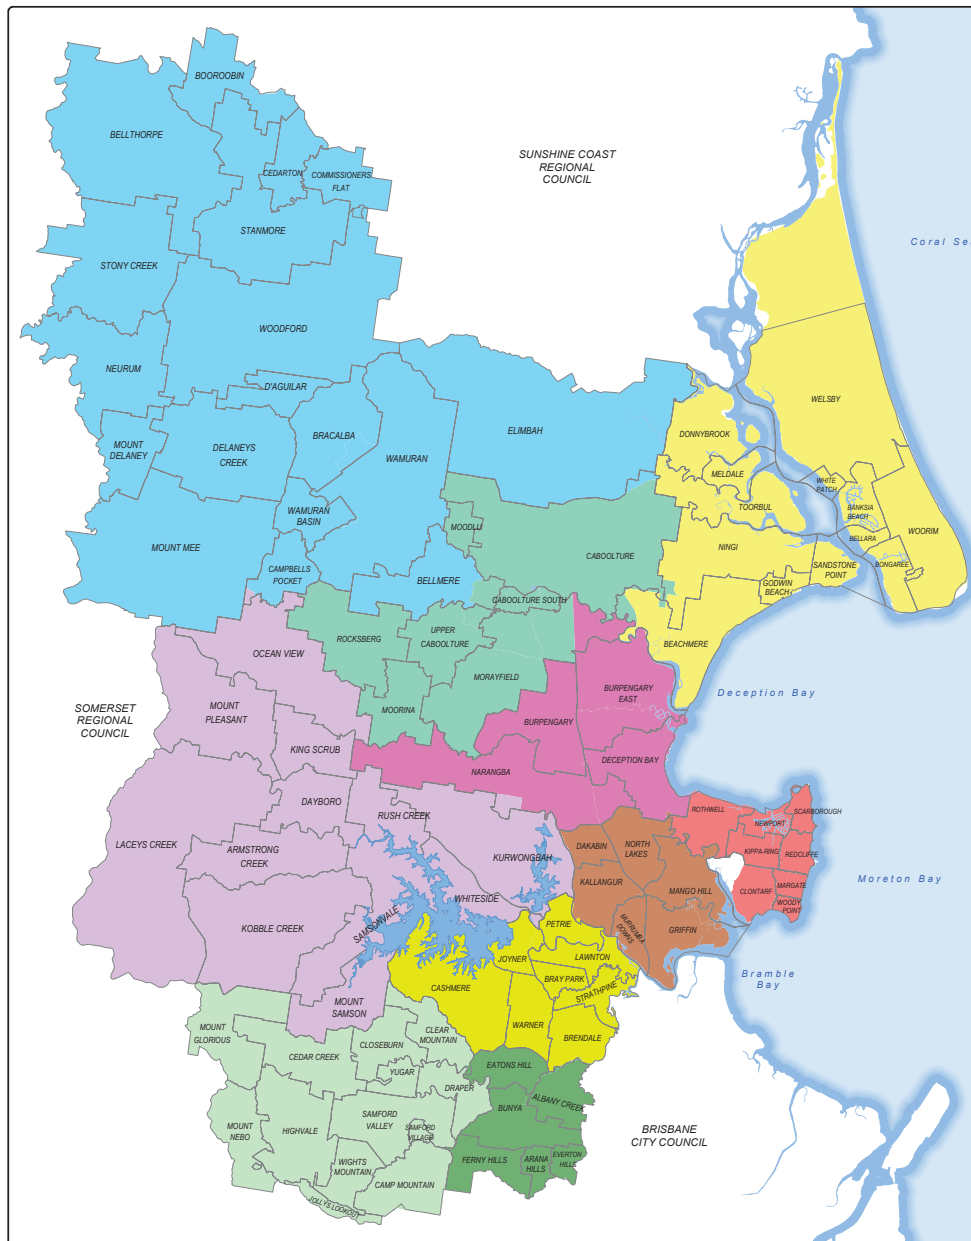 BOOROOBIN
BELLTHORPE
SUNSHINE COAST
REGIONAL
COUNCIL
CEDARTON
COMMISSIONERS
FLAT
STANMORE
Coral Se
STONY CREEK
WOODFORD
NEURUM
D'AGUILAR
WELSBY
BRACALBA
ELIMBAH
DONNYBROOK
MOUNT
DELANEY
DELANEYS
CREEK
WAMURAN
MELDALE
WHITE
PATCH
TOORBUL
BANKSIA
BEACH
WAMURAN
BASIN
MOODLU
WOORIM
MOUNT MEE
CABOOLTURE
NINGI
BELLARA
SANDSTONE
POINT
BONGAREE
CAMPBELLS
POCKET
BELLMERE
GODWIN
BEACH
CABOOLTURE SOUTH
ROCKSBERG
UPPER
CABOOLTURE
BEACHMERE
OCEAN VIEW
MORAYFIELD
BURPENGARY
EAST
Deception Bay
SOMERSET
REGIONAL
COUNCIL
MOUNT
PLEASANT
MOORINA
BURPENGARY
KING SCRUB
DECEPTION BAY
NARANGBA
DAYBORO
RUSH CREEK
ROTHWELL
SCARBOROUGH
NEWPORT
LACEYS CREEK
ARMSTRONG
CREEK
KURWONGBAH
DAKABIN
NORTH
LAKES
KIPPA-RING
REDCLIFFE
KALLANGUR
MANGO HILL
CLONTARF
MARGATE
Moreton Bay
WHITESIDE
WOODY
POINT
KOBBLE CREEK
SAMSONVALE
PETRIE
MURRUMBA
DOWNS
GRIFFIN
JOYNER
LAWNTON
BRAY PARK
Bramble
Bay
CASHMERE
STRATHPINE
MOUNT
SAMSON
WARNER
BRENDALE
MOUNT
GLORIOUS
CLEAR
MOUNTAIN
CLOSEBURN
CEDAR CREEK
EATONS HILL
YUGAR
DRAPER
ALBANY CREEK
BUNYA
SAMFORD
VALLEY
MOUNT
NEBO
HIGHVALE
SAMFORD
VILLAGE
BRISBANE
CITY COUNCIL
WIGHTS
MOUNTAIN
FERNY HILLS
ARANA
HILLS
EVERTON
HILLS
CAMP MOUNTAIN
JOLLYS LOOKOUT